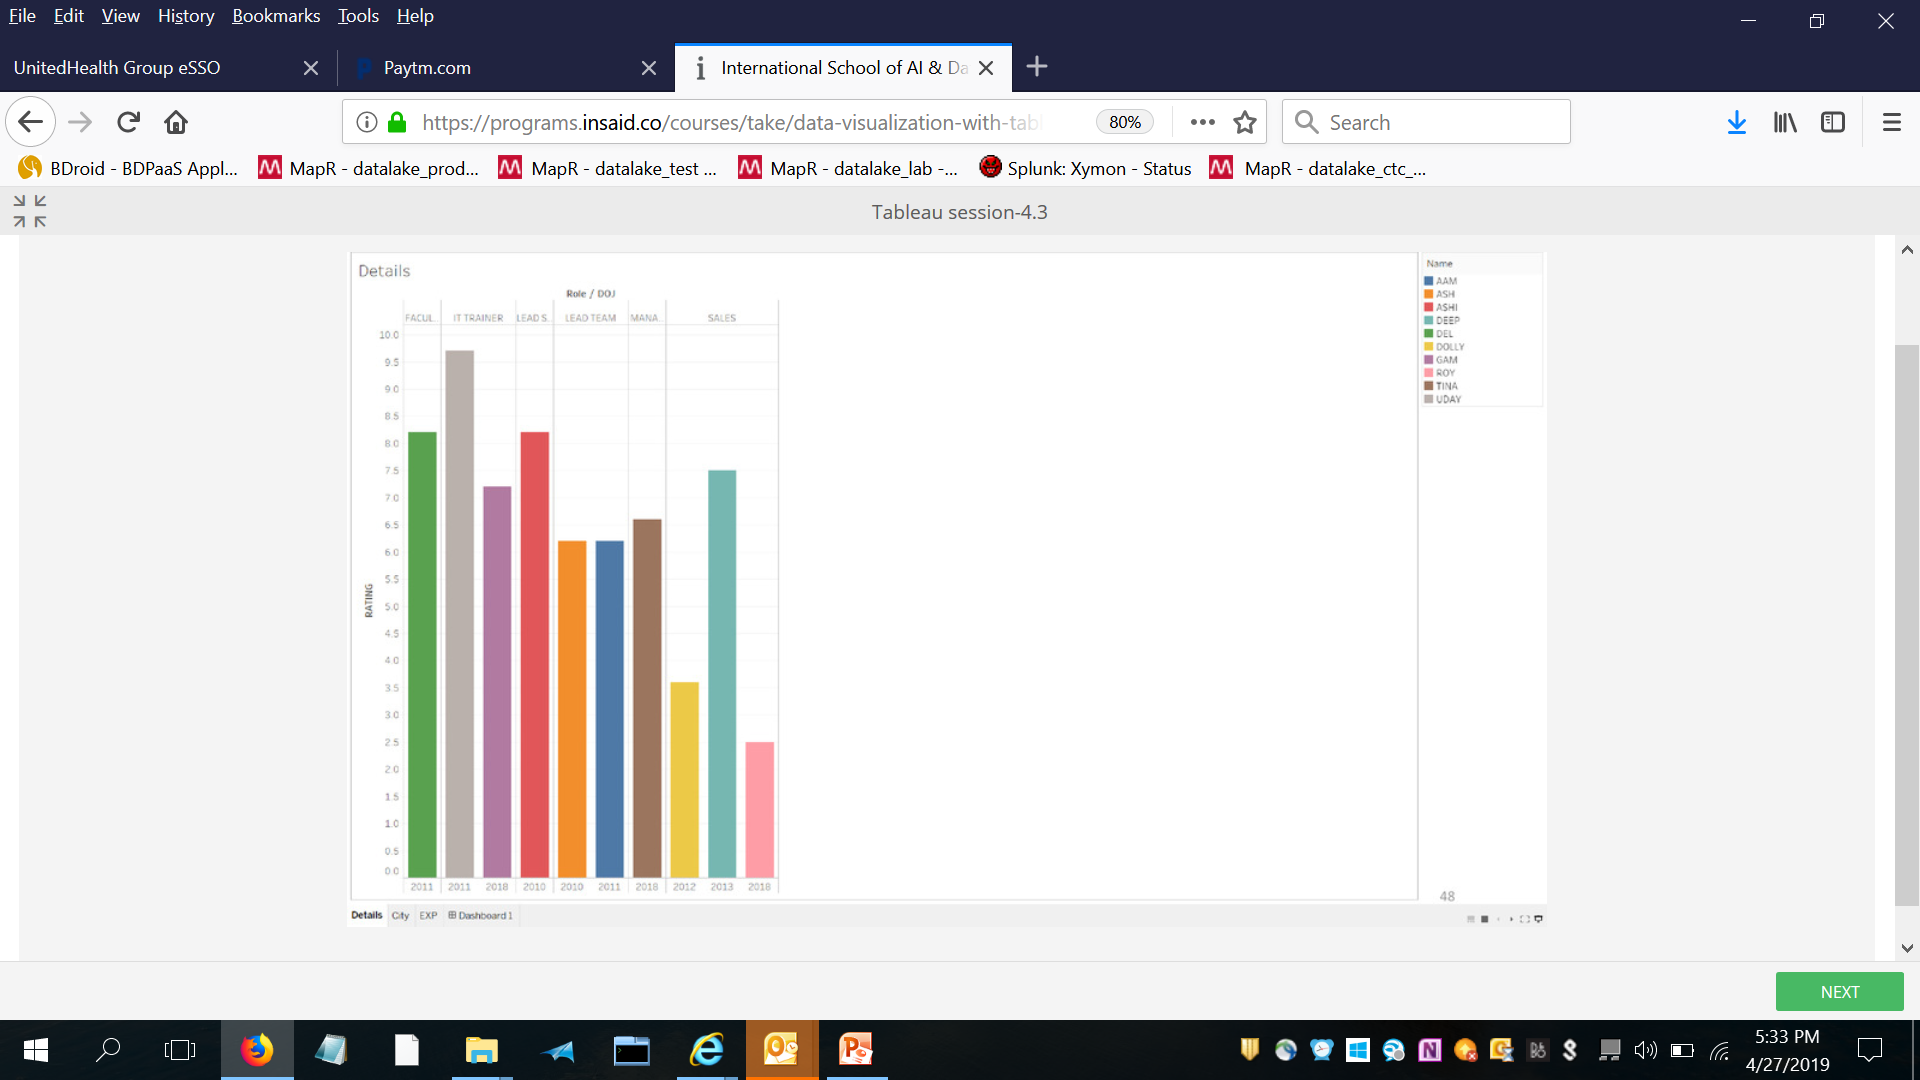 File Edit View History Bookmarks Tools Help
UnitedHealth Group eSSO
Paytm.com
International School of AI & Da
https://programs.insaid.co/courses/take/data-visualization-with-tabl
80%
Search
BDroid - BDPaaS Appl...
MapR - datalake_prod...
MapR - datalake_test ...
MapR - datalake_lab -...
Splunk: Xymon - Status
MapR - datalake_ctc_...
Tableau session-4.3
Details
Role / DOJ
FACUL.. IT TRAINER LEAD S.. LEAD TEAM MANA.. SALES
10.0
9.5
9.0
8.5
8.0
7.5
7.0
6.5
6.0
5.5
5.0
4.5
4.0
3.5
3.0
2.5
2.0
1.5
1.0
0.5
0.0
RATING
2011 2011 2018 2010 2010 2011 2018 2012 2013 2018
Name
AAM
ASH
ASHI
DEEP
DEL
DOLLY
GAM
ROY
TINA
UDAY
48
Details City EXP Dashboard 1
NEXT
5:33 PM
4/27/2019